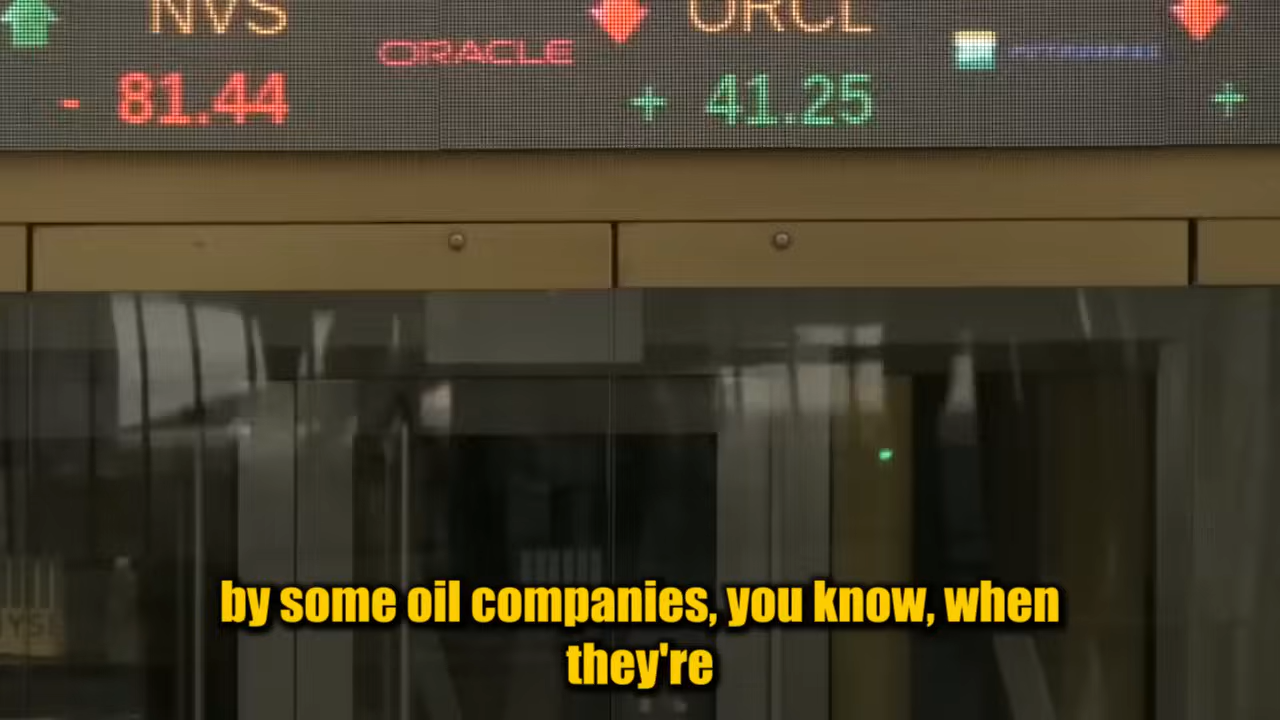 NVS
ORACLE
ORCL
- 81.44
+ 41.25
+
by some oil companies, you know, when
they're